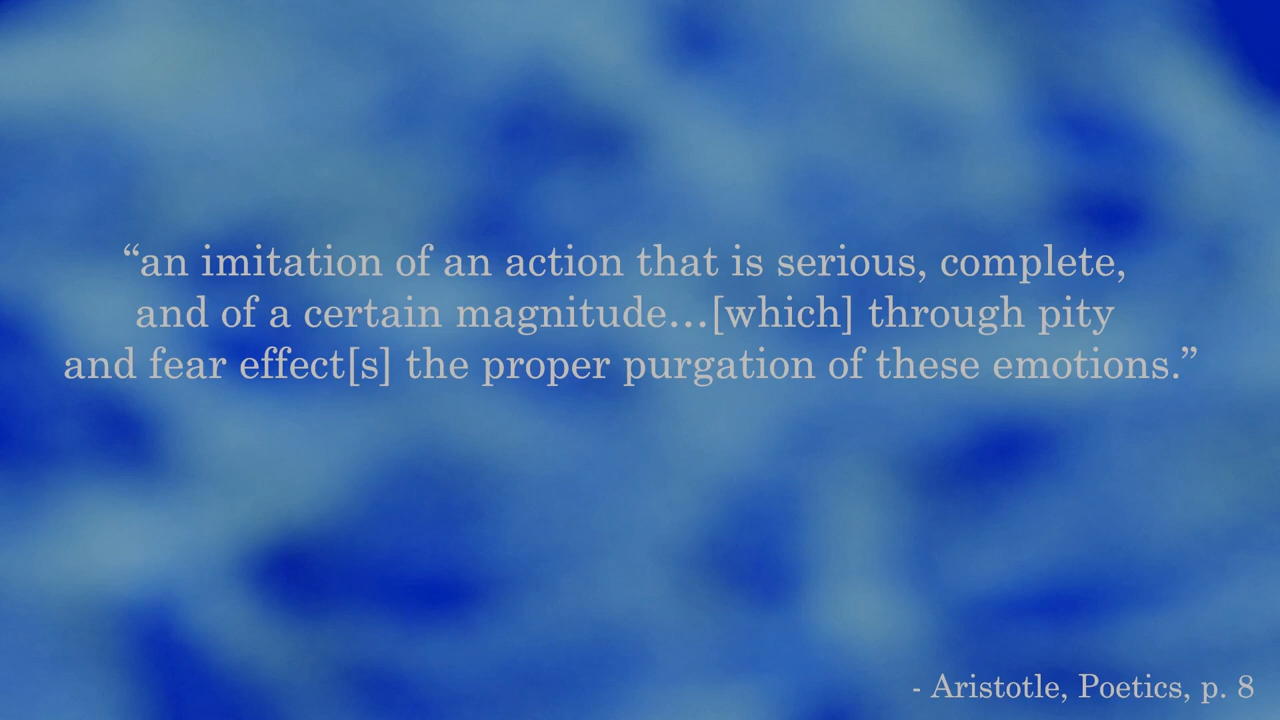 “an imitation of an action that is serious, complete,
and of a certain magnitude…[which] through pity
and fear effect[s] the proper purgation of these emotions.”
- Aristotle, Poetics, p. 8